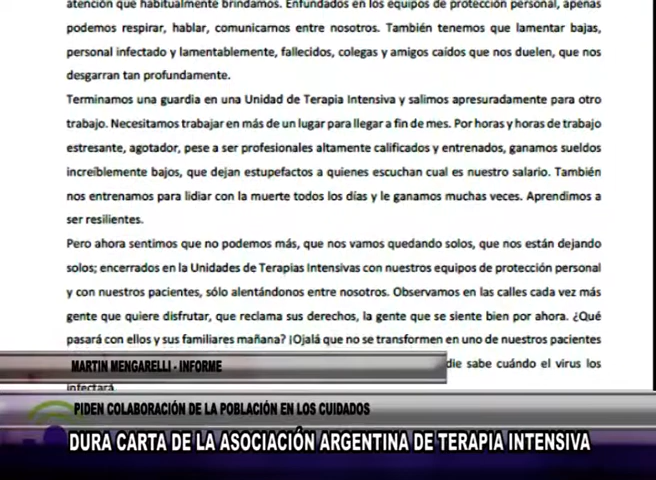 atención que habitualmente brindamos. Enfundados en los equipos de protección personal, apenas
podemos respirar, hablar, comunicarnos entre nosotros. También tenemos que lamentar bajas,
personal infectado y lamentablemente, fallecidos, colegas y amigos caídos que nos duelen, que nos
desgarran tan profundamente.
Terminamos una guardia en una Unidad de Terapia Intensiva y salimos apresuradamente para otro
trabajo. Necesitamos trabajar en más de un lugar para llegar a fin de mes. Por horas y horas de trabajo
estresante, agotador, pese a ser profesionales altamente calificados y entrenados, ganamos sueldos
increíblemente bajos, que dejan estupefactos a quienes escuchan cual es nuestro salario. También
nos entrenamos para lidiar con la muerte todos los días y le ganamos muchas veces. Aprendimos a
ser resilientes.
Pero ahora sentimos que no podemos más, que nos vamos quedando solos, que nos están dejando
solos; encerrados en la Unidades de Terapias Intensivas con nuestros equipos de protección personal
y con nuestros pacientes, sólo alentándonos entre nosotros. Observamos en las calles cada vez más
gente que quiere disfrutar, que reclama sus derechos, la gente que se siente bien por ahora. ¿Qué
pasará con ellos y sus familiares mañana? ¡Ojalá que no se transformen en uno de nuestros pacientes
die sabe cuándo el virus los
infectará
MARTIN MENGARELLI - INFORME
PIDEN COLABORACIÓN DE LA POBLACIÓN EN LOS CUIDADOS
DURA CARTA DE LA ASOCIACIÓN ARGENTINA DE TERAPIA INTENSIVA